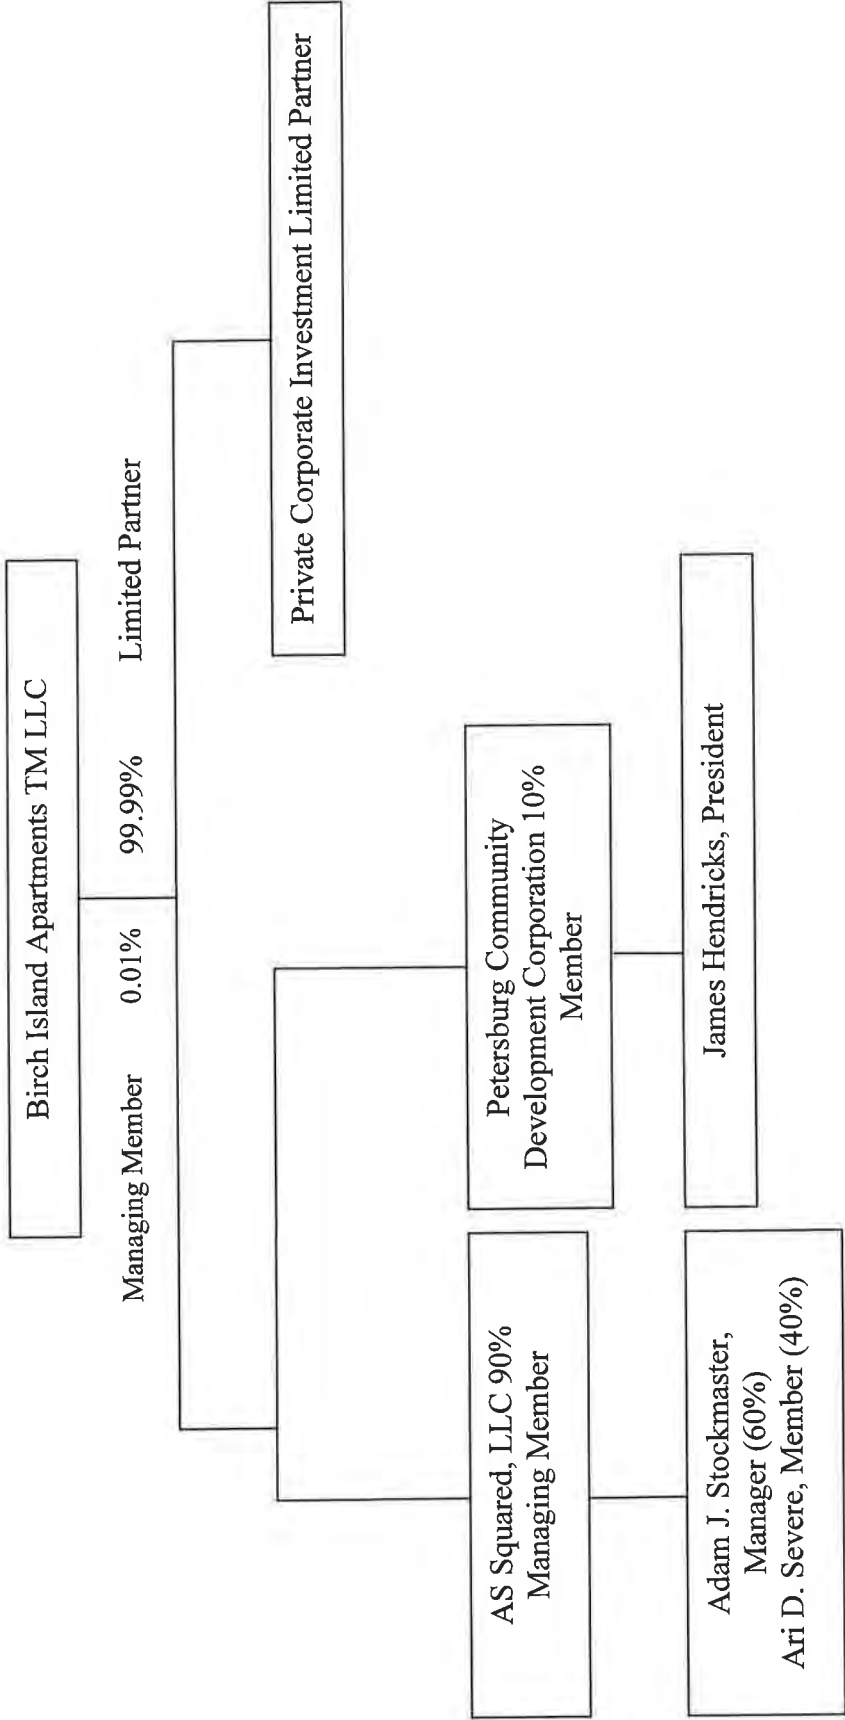 Birch Island Apartments TM LLC
Managing Member 0.01% 99.99% Limited Partner
Private Corporate Investment Limited Partner
AS Squared, LLC 90%
Managing Member
Petersburg Community
Development Corporation 10%
Member
Adam J. Stockmaster,
Manager (60%)
Ari D. Severe, Member (40%)
James Hendricks, President